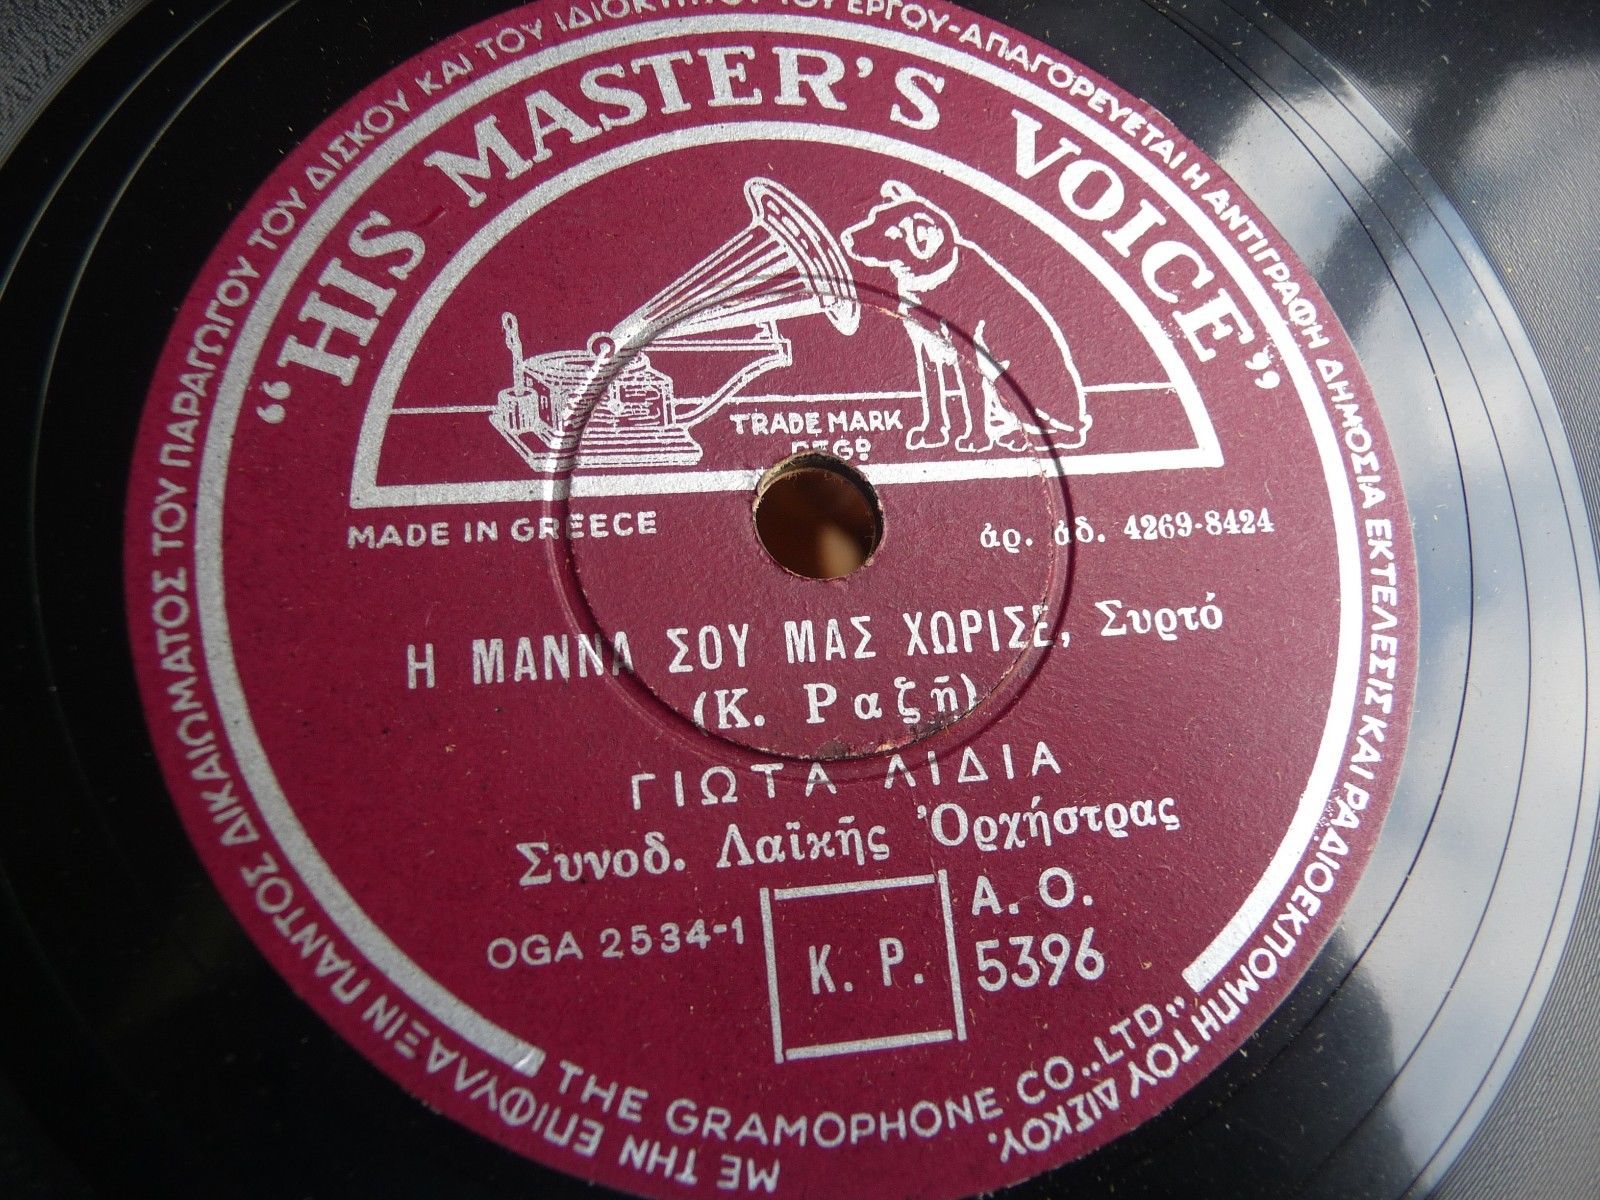 ΜΕ ΤΗΝ ΕΠΙΦΥΛΑΞΙΝ ΠΑΝΤΟΣ ΔΙΚΑΙΩΜΑΤΟΣ ΤΟΥ ΠΑΡΑΓΩΓΟΥ ΤΟΥ ΔΙΣΚΟΥ ΚΑΙ ΤΟΥ ΙΔΙΟΚΤΗΤΟΥ ΤΟΥ ΕΡΓΟΥ-ΑΠΑΓΟΡΕΥΕΤΑΙ Η ΑΝΤΙΓΡΑΦΗ ΔΗΜΟΣΙΑ ΕΚΤΕΛΕΣΙΣ ΚΑΙ ΡΑΔΙΟΕΚΠΟΜΠΗ ΤΟΥ ΔΙΣΚΟΥ.
“HIS MASTER'S VOICE”
TRADE MARK
REGD.
MADE IN GREECE
ἀρ. ἀδ. 4269-8424
Η ΜΑΝΝΑ ΣΟΥ ΜΑΣ ΧΩΡΙΣΕ, Συρτό
(Κ. Ραζῆ)
ΓΙΩΤΑ ΛΙΔΙΑ
Συνοδ. Λαϊκῆς Ὀρχήστρας
OGA 2534-1
K. P.
A. O.
5396
THE GRAMOPHONE CO., LTD.,